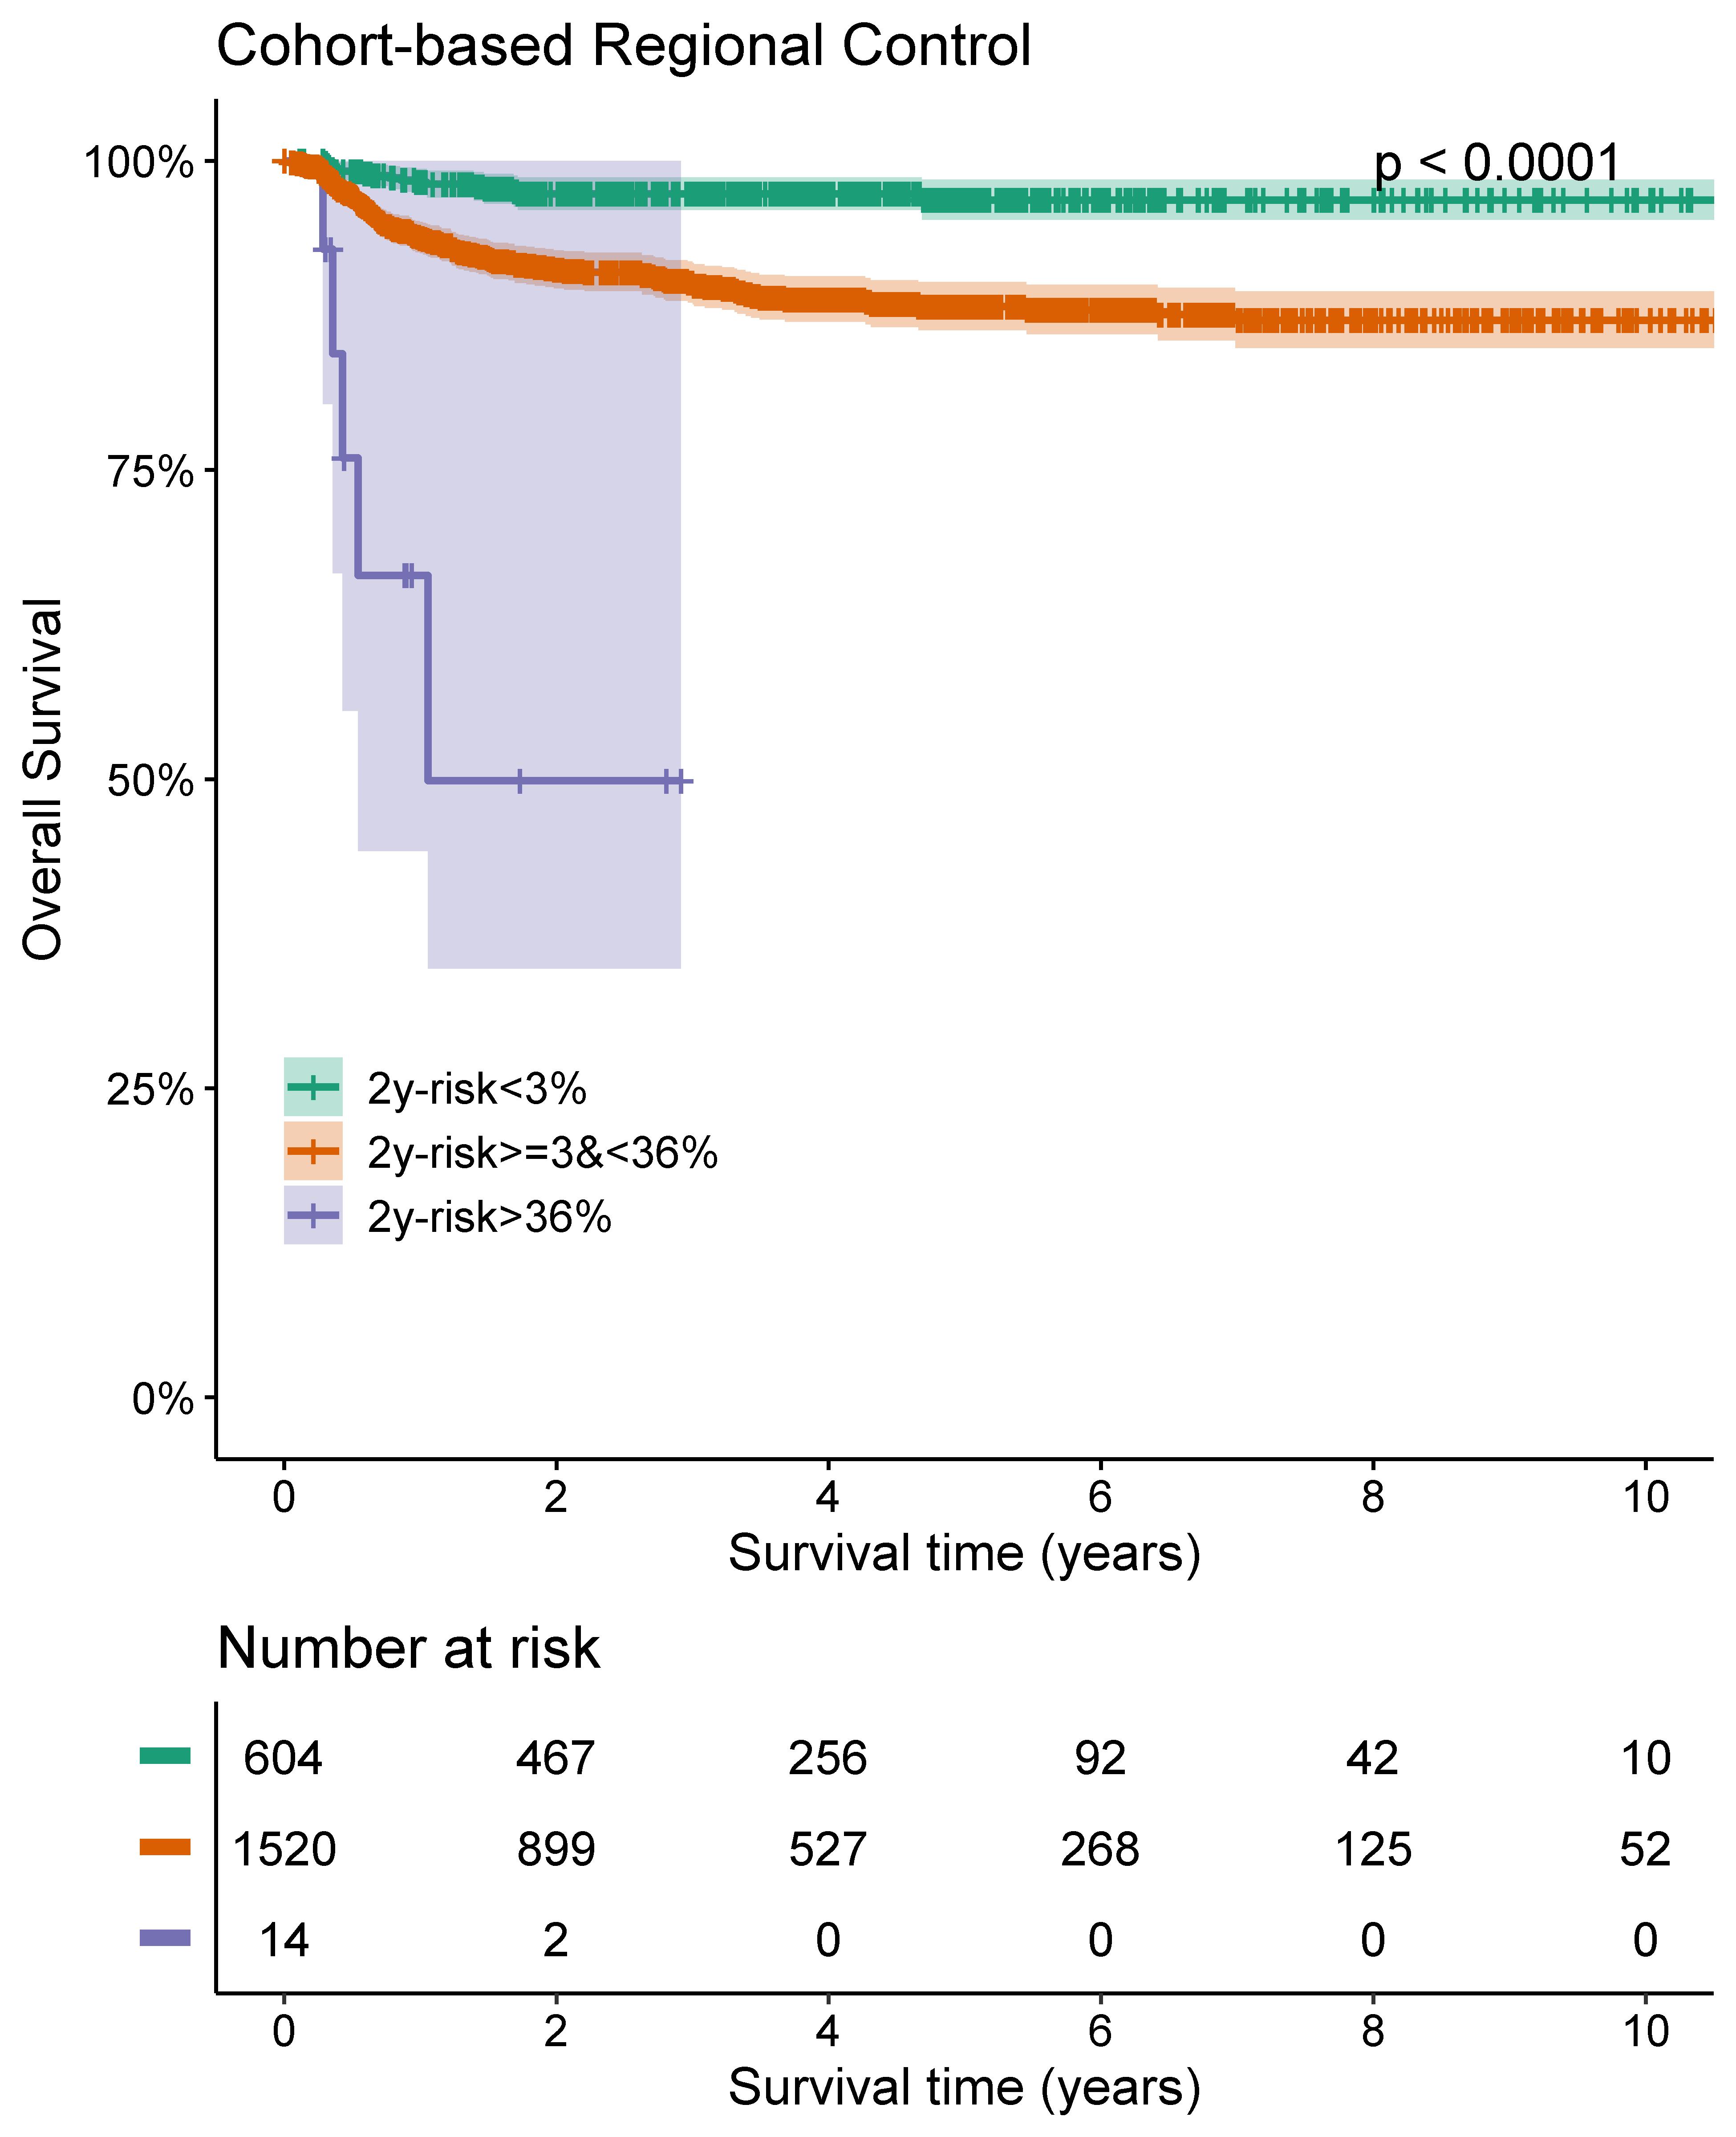 Cohort-based Regional Control
p < 0.0001
100%
75%
50%
25%
0%
Overall Survival
2y-risk<3%
2y-risk>=3&<36%
2y-risk>36%
0 2 4 6 8 10
Survival time (years)
Number at risk
604 467 256 92 42 10
1520 899 527 268 125 52
14 2 0 0 0 0
0 2 4 6 8 10
Survival time (years)